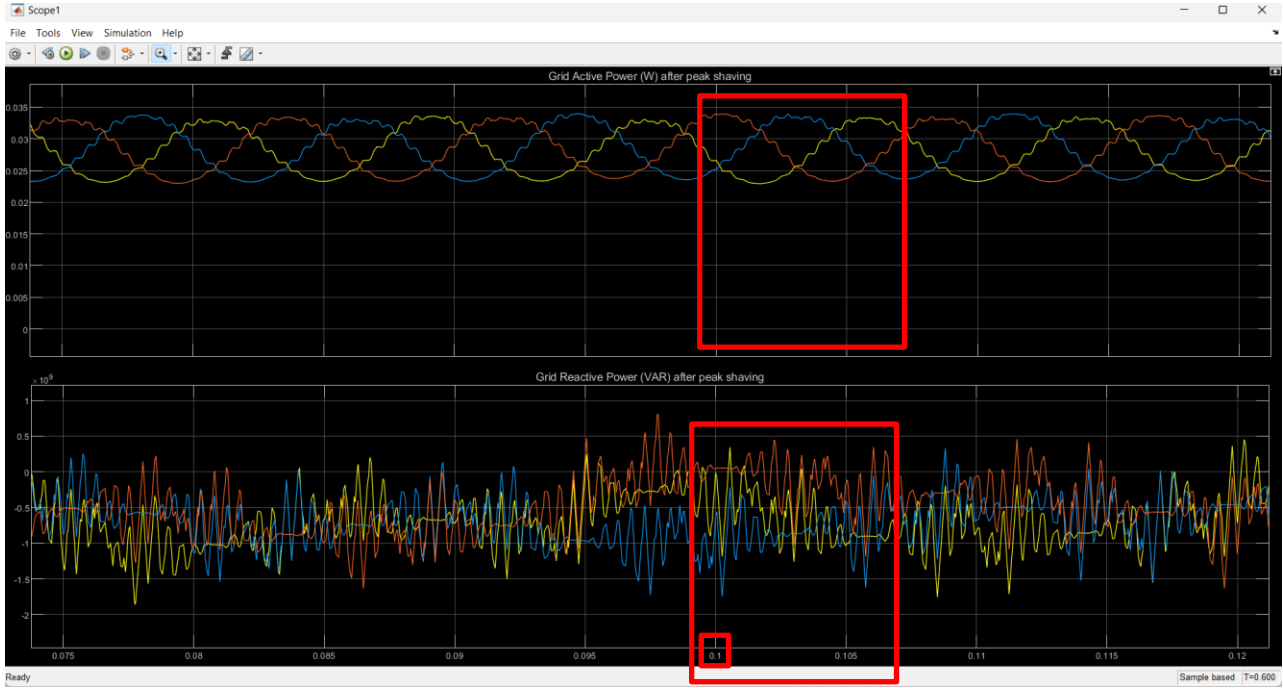 Scope1
File Tools View Simulation Help
Grid Active Power (W) after peak shaving
0.035
0.03
0.025
0.02
0.015
0.01
0.005
0
Grid Reactive Power (VAR) after peak shaving
×10⁹
1
0.5
0
-0.5
-1
-1.5
-2
0.075 0.08 0.085 0.09 0.095 0.1 0.105 0.11 0.115 0.12
Ready Sample based T=0.600